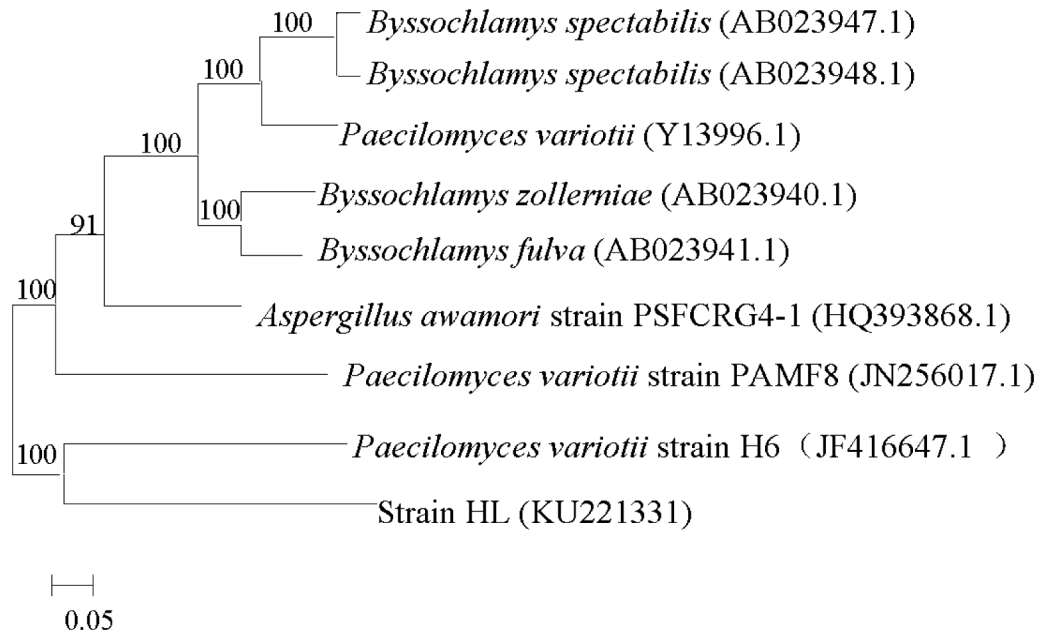 100 Byssochlamys spectabilis (AB023947.1)
100 Byssochlamys spectabilis (AB023948.1)
100 Paecilomyces variotii (Y13996.1)
Byssochlamys zollerniae (AB023940.1)
100
91 Byssochlamys fulva (AB023941.1)
100 Aspergillus awamori strain PSFCRG4-1 (HQ393868.1)
Paecilomyces variotii strain PAMF8 (JN256017.1)
100 Paecilomyces variotii strain H6 （JF416647.1 ）
Strain HL (KU221331)
0.05